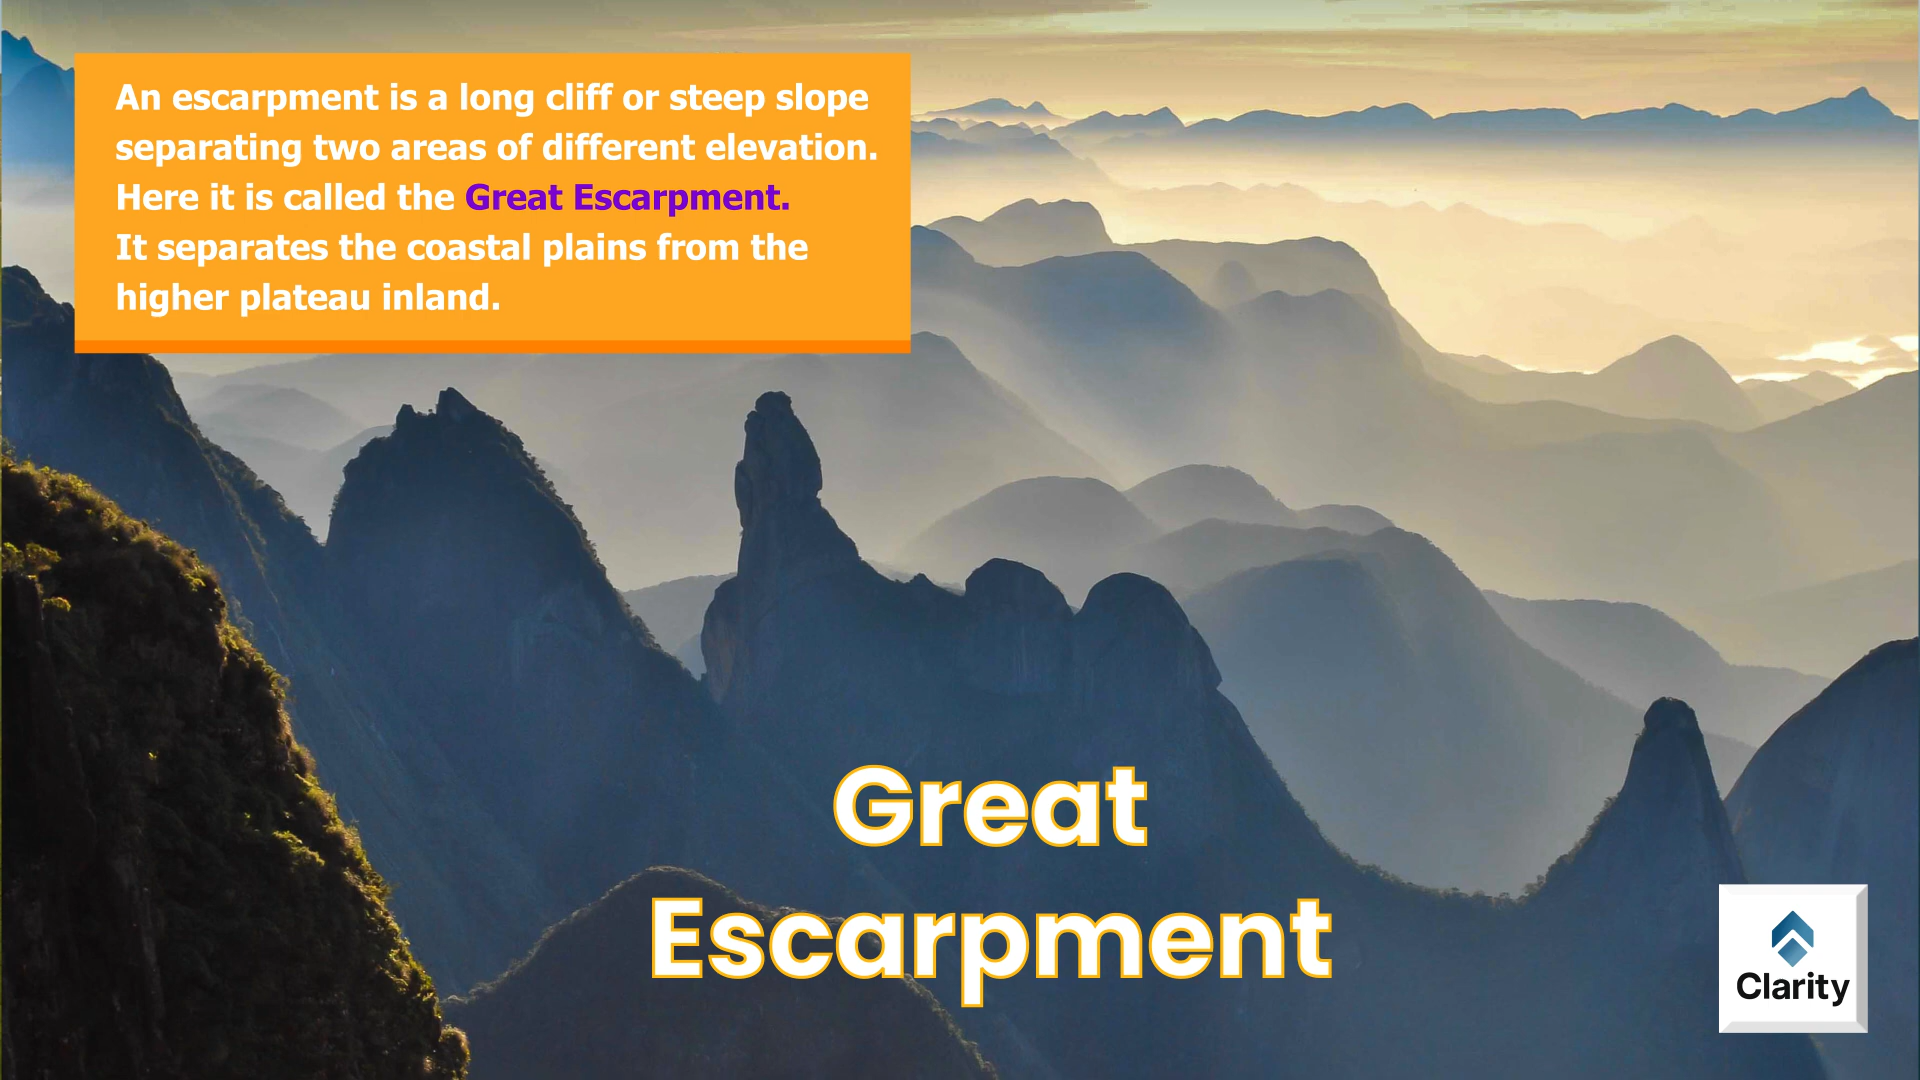 An escarpment is a long cliff or steep slope
separating two areas of different elevation.
Here it is called the Great Escarpment.
It separates the coastal plains from the
higher plateau inland.
Great
Escarpment
Clarity